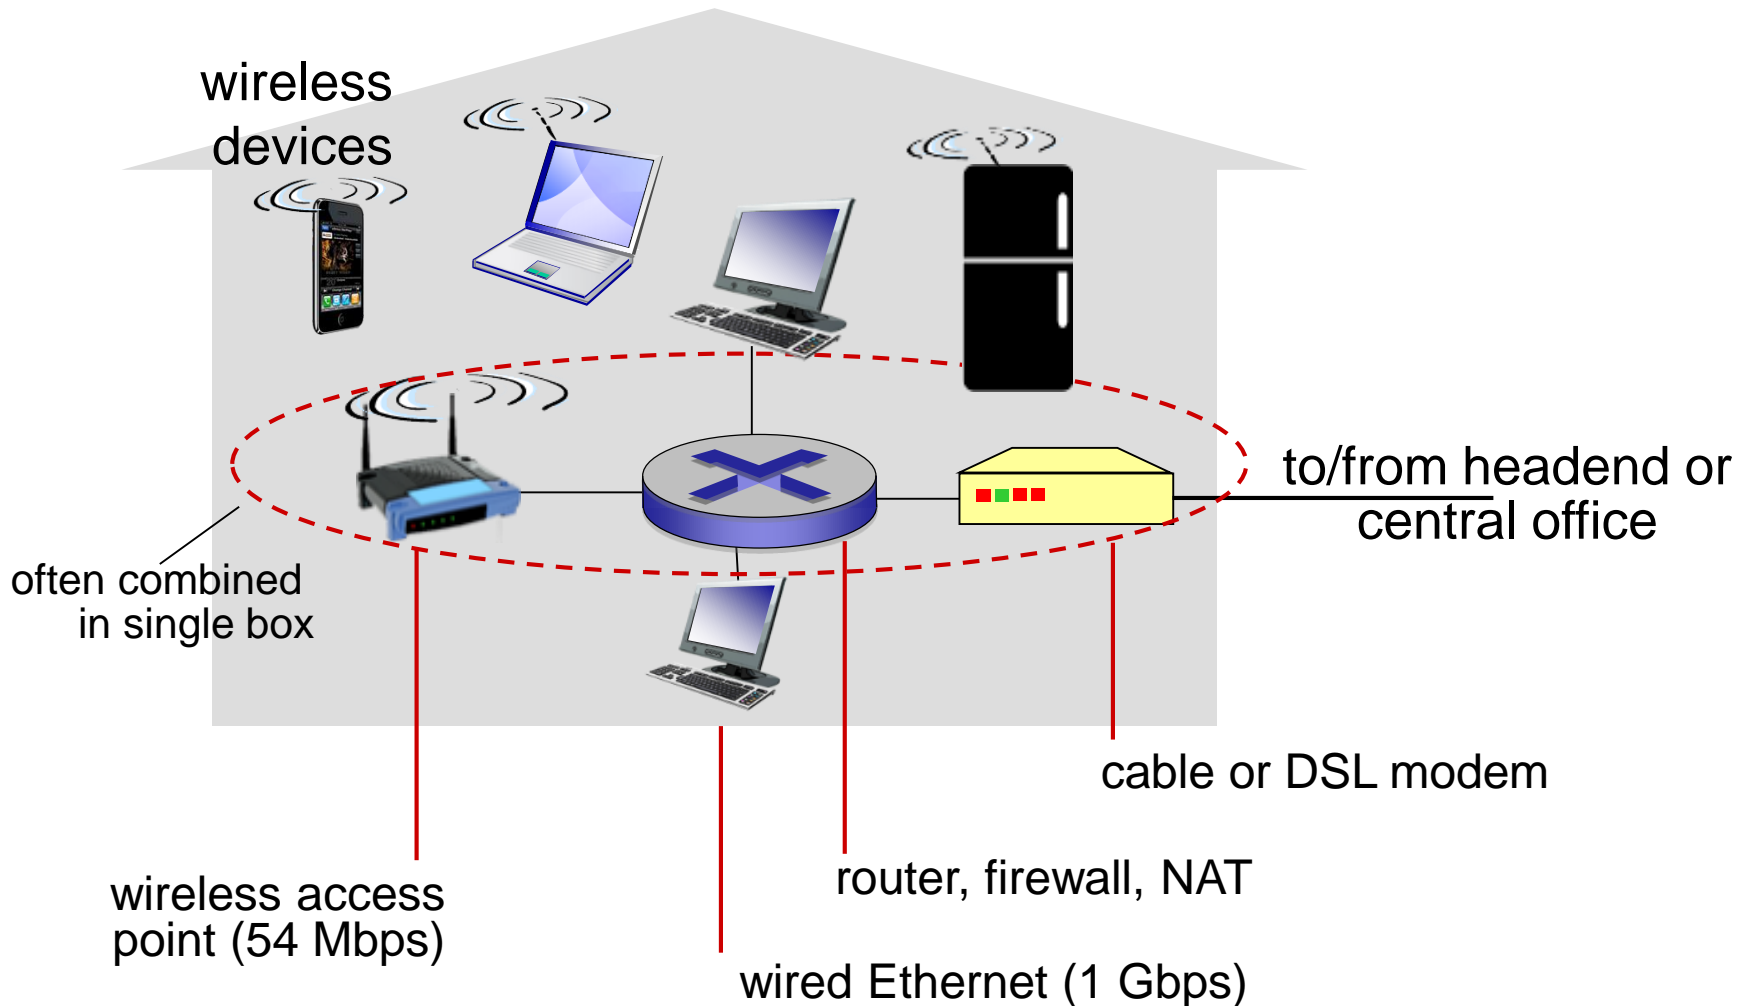 wireless
devices
to/from headend or
central office
often combined
in single box
cable or DSL modem
router, firewall, NAT
wireless access
point (54 Mbps)
wired Ethernet (1 Gbps)